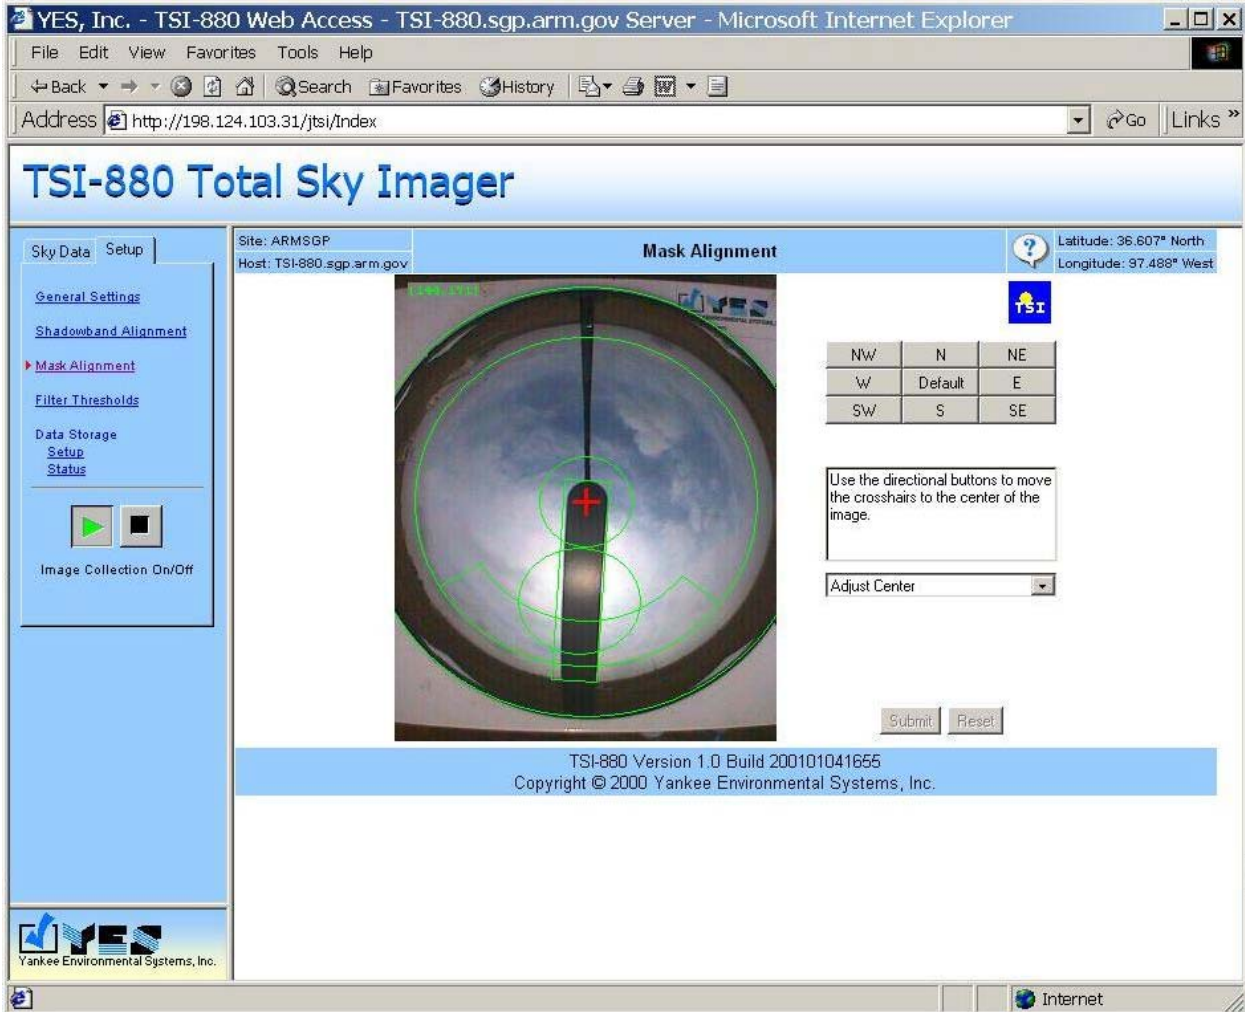 YES, Inc. - TSI-880 Web Access - TSI-880.sgp.arm.gov Server - Microsoft Internet Explorer
File Edit View Favorites Tools Help
Back Search Favorites History
Address http://198.124.103.31/jtsi/Index Go Links »
TSI-880 Total Sky Imager
Sky Data Setup
General Settings
Shadowband Alignment
Mask Alignment
Filter Thresholds
Data Storage
Setup
Status
Image Collection On/Off
Site: ARMSGP
Host: TSI-880.sgp.arm.gov
Mask Alignment
?
Latitude: 36.607° North
Longitude: 97.488° West
YES
TSI
NW N NE
W Default E
SW S SE
Use the directional buttons to move
the crosshairs to the center of the
image.
Adjust Center
Submit Reset
TSI-880 Version 1.0 Build 200101041655
Copyright © 2000 Yankee Environmental Systems, Inc.
YES
Yankee Environmental Systems, Inc.
Internet